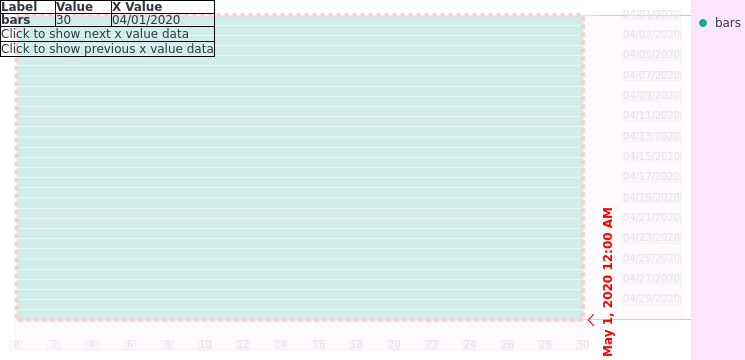 Label Value X Value
bars 30 04/01/2020
Click to show next x value data
Click to show previous x value data
bars
04/01/2020
04/03/2020
04/05/2020
04/07/2020
04/09/2020
04/11/2020
04/13/2020
04/15/2020
04/17/2020
04/19/2020
04/21/2020
04/23/2020
04/25/2020
04/27/2020
04/29/2020
May 1, 2020 12:00 AM
0 2 4 6 8 10 12 14 16 18 20 22 24 26 28 30